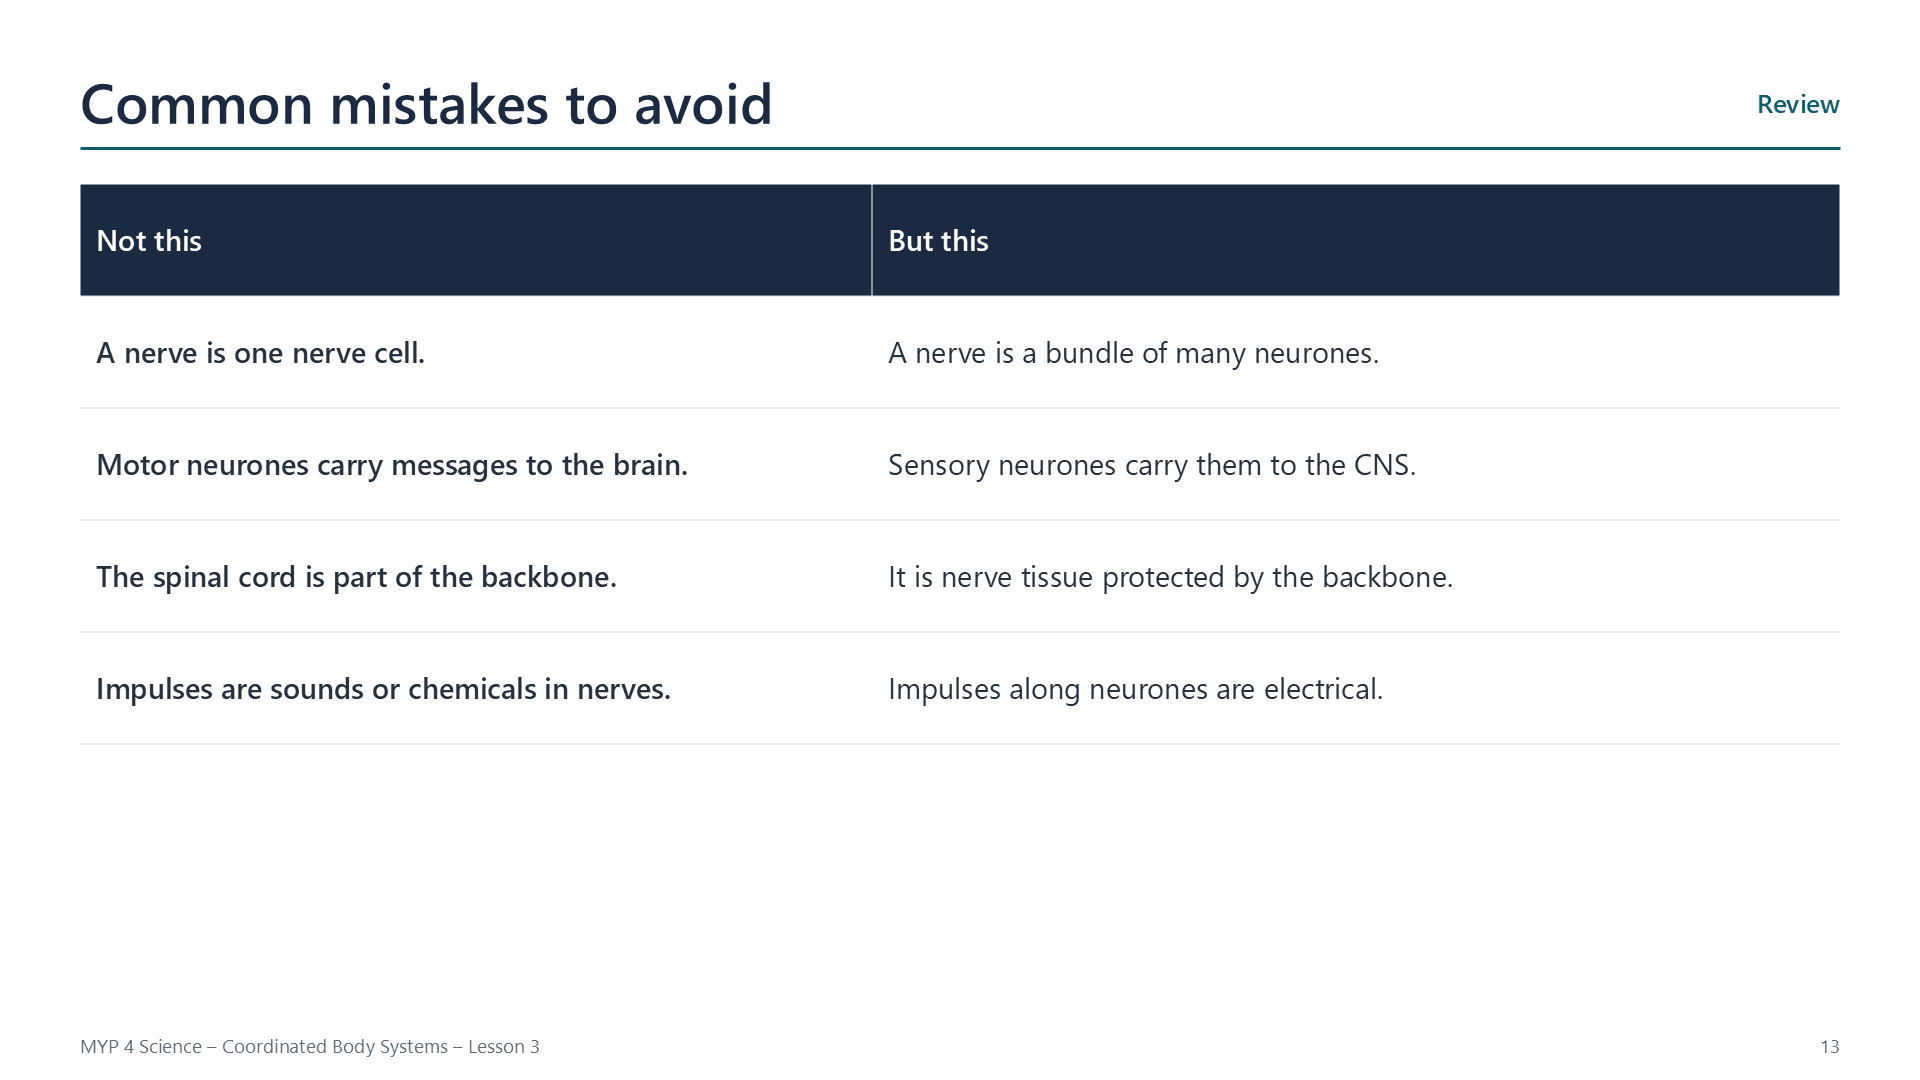 Common mistakes to avoid
Review
Not this
But this
A nerve is one nerve cell.
A nerve is a bundle of many neurones.
Motor neurones carry messages to the brain.
Sensory neurones carry them to the CNS.
The spinal cord is part of the backbone.
It is nerve tissue protected by the backbone.
Impulses are sounds or chemicals in nerves.
Impulses along neurones are electrical.
MYP 4 Science – Coordinated Body Systems – Lesson 3
13